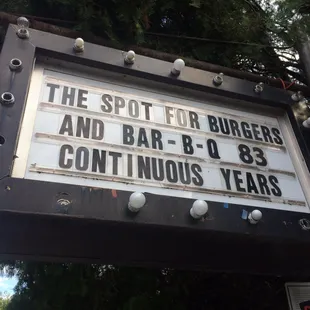 THE SPOT FOR BURGERS
AND BAR-B-Q 83
CONTINUOUS YEARS